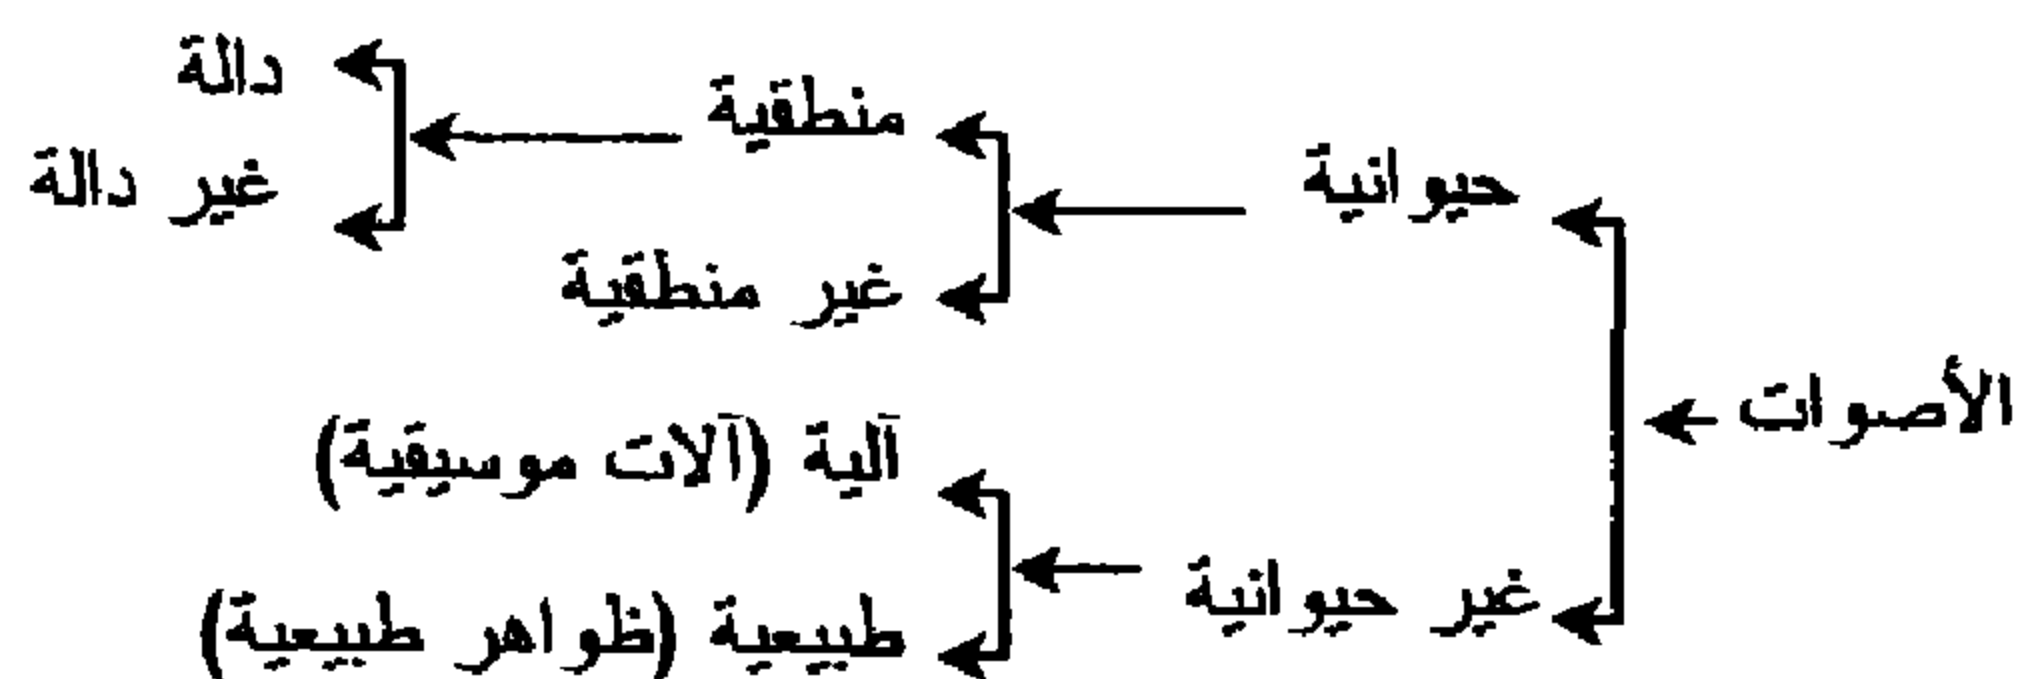 الأصوات
حيوانية
غير حيوانية
منطقية
غير منطقية
آلية (آلات موسيقية)
طبيعية (ظواهر طبيعية)
دالة
غير دالة